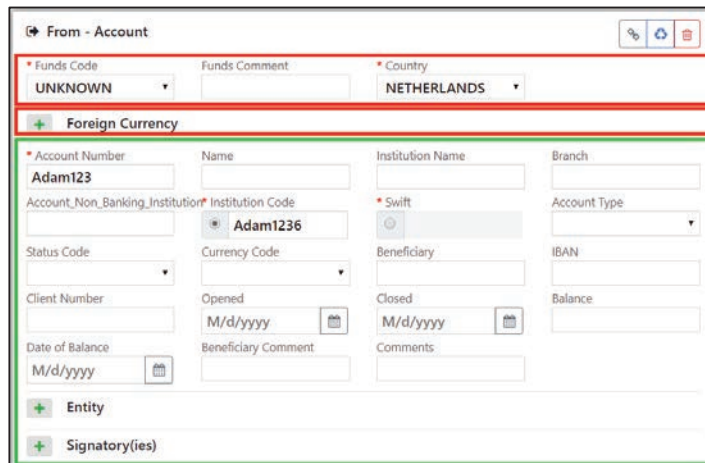 From - Account
* Funds Code Funds Comment * Country
UNKNOWN NETHERLANDS
+ Foreign Currency
* Account Number Name Institution Name Branch
Adam123
Account_Non_Banking_Institution * Institution Code * Swift Account Type
Adam1236
Status Code Currency Code Beneficiary IBAN
Client Number Opened Closed Balance
M/d/yyyy M/d/yyyy
Date of Balance Beneficiary Comment Comments
M/d/yyyy
+ Entity
+ Signatory(ies)